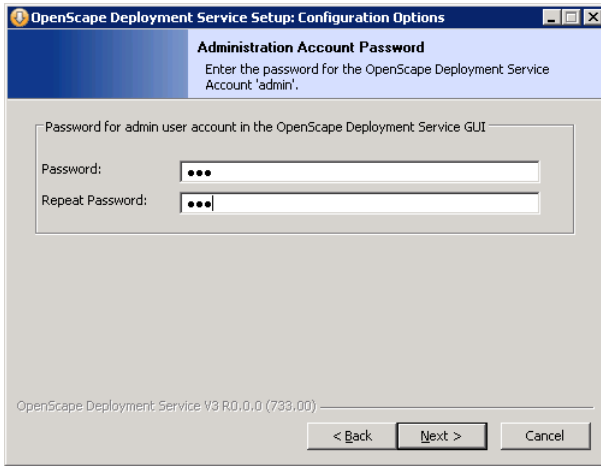 OpenScape Deployment Service Setup: Configuration Options
Administration Account Password
Enter the password for the OpenScape Deployment Service
Account 'admin'.
Password for admin user account in the OpenScape Deployment Service GUI
Password: •••
Repeat Password: •••
OpenScape Deployment Service V3 R0.0.0 (733.00)
< Back Next > Cancel